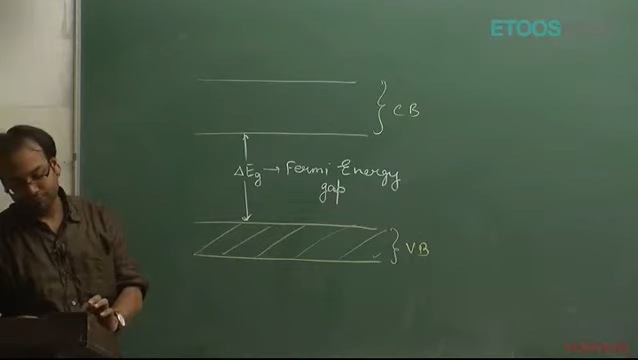 ETOOS
CB
ΔEg → Fermi Energy
gap
VB